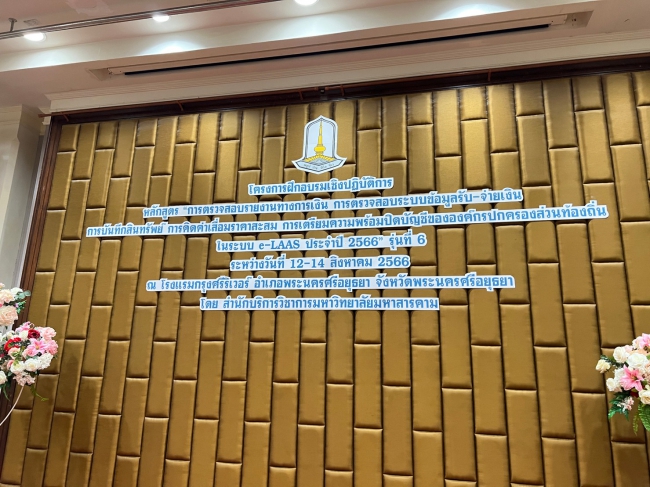 โครงการฝึกอบรมเชิงปฏิบัติการ
หลักสูตร "การตรวจสอบรายงานทางการเงิน การตรวจสอบระบบข้อมูลรับ-จ่ายเงิน
การบันทึกสินทรัพย์ การคิดค่าเสื่อมราคาสะสม การเตรียมความพร้อมปิดบัญชีขององค์กรปกครองส่วนท้องถิ่น
ในระบบ e-LAAS ประจำปี 2566" รุ่นที่ 6
ระหว่างวันที่ 12-14 สิงหาคม 2566
ณ โรงแรมกรุงศรีริเวอร์ อำเภอพระนครศรีอยุธยา จังหวัดพระนครศรีอยุธยา
โดย สำนักบริการวิชาการมหาวิทยาลัยมหาสารคาม